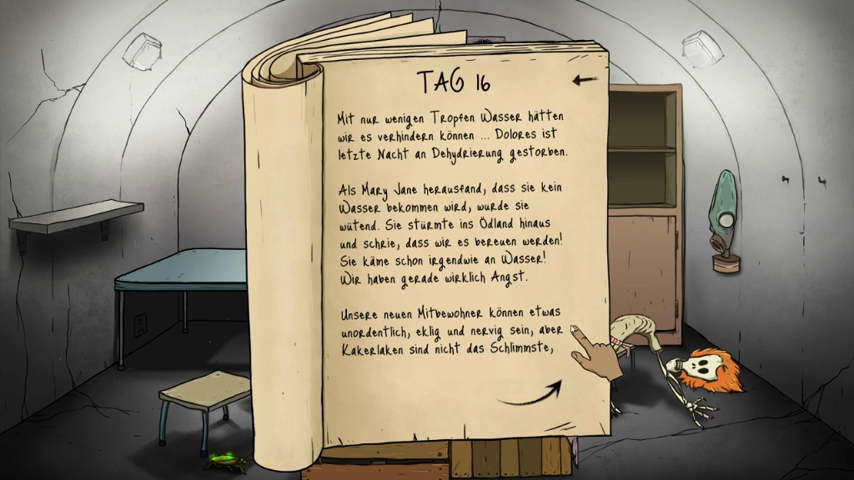 TAG 16
Mit nur wenigen Tropfen Wasser hätten
wir es verhindern können ... Dolores ist
letzte Nacht an Dehydrierung gestorben.
Als Mary Jane herausfand, dass sie kein
Wasser bekommen wird, wurde sie
wütend. Sie stürmte ins Ödland hinaus
und schrie, dass wir es bereuen werden!
Sie käme schon irgendwie an Wasser!
Wir haben gerade wirklich Angst.
Unsere neuen Mitbewohner können etwas
unordentlich, eklig und nervig sein, aber
Kakerlaken sind nicht das Schlimmste,